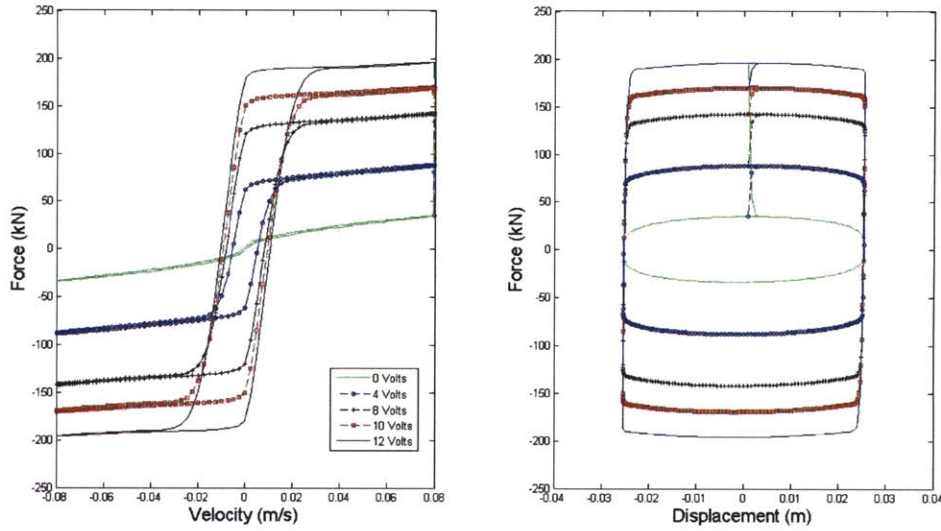 250
200
150
100
50
0
-50
-100
-150
-200
-250
Force (kN)
0 Volts
4 Volts
8 Volts
10 Volts
12 Volts
-0.08 -0.06 -0.04 -0.02 0 0.02 0.04 0.06 0.08
Velocity (m/s)
250
200
150
100
50
0
-50
-100
-150
-200
-250
Force (kN)
-0.04 -0.03 -0.02 -0.01 0 0.01 0.02 0.03 0.04
Displacement (m)